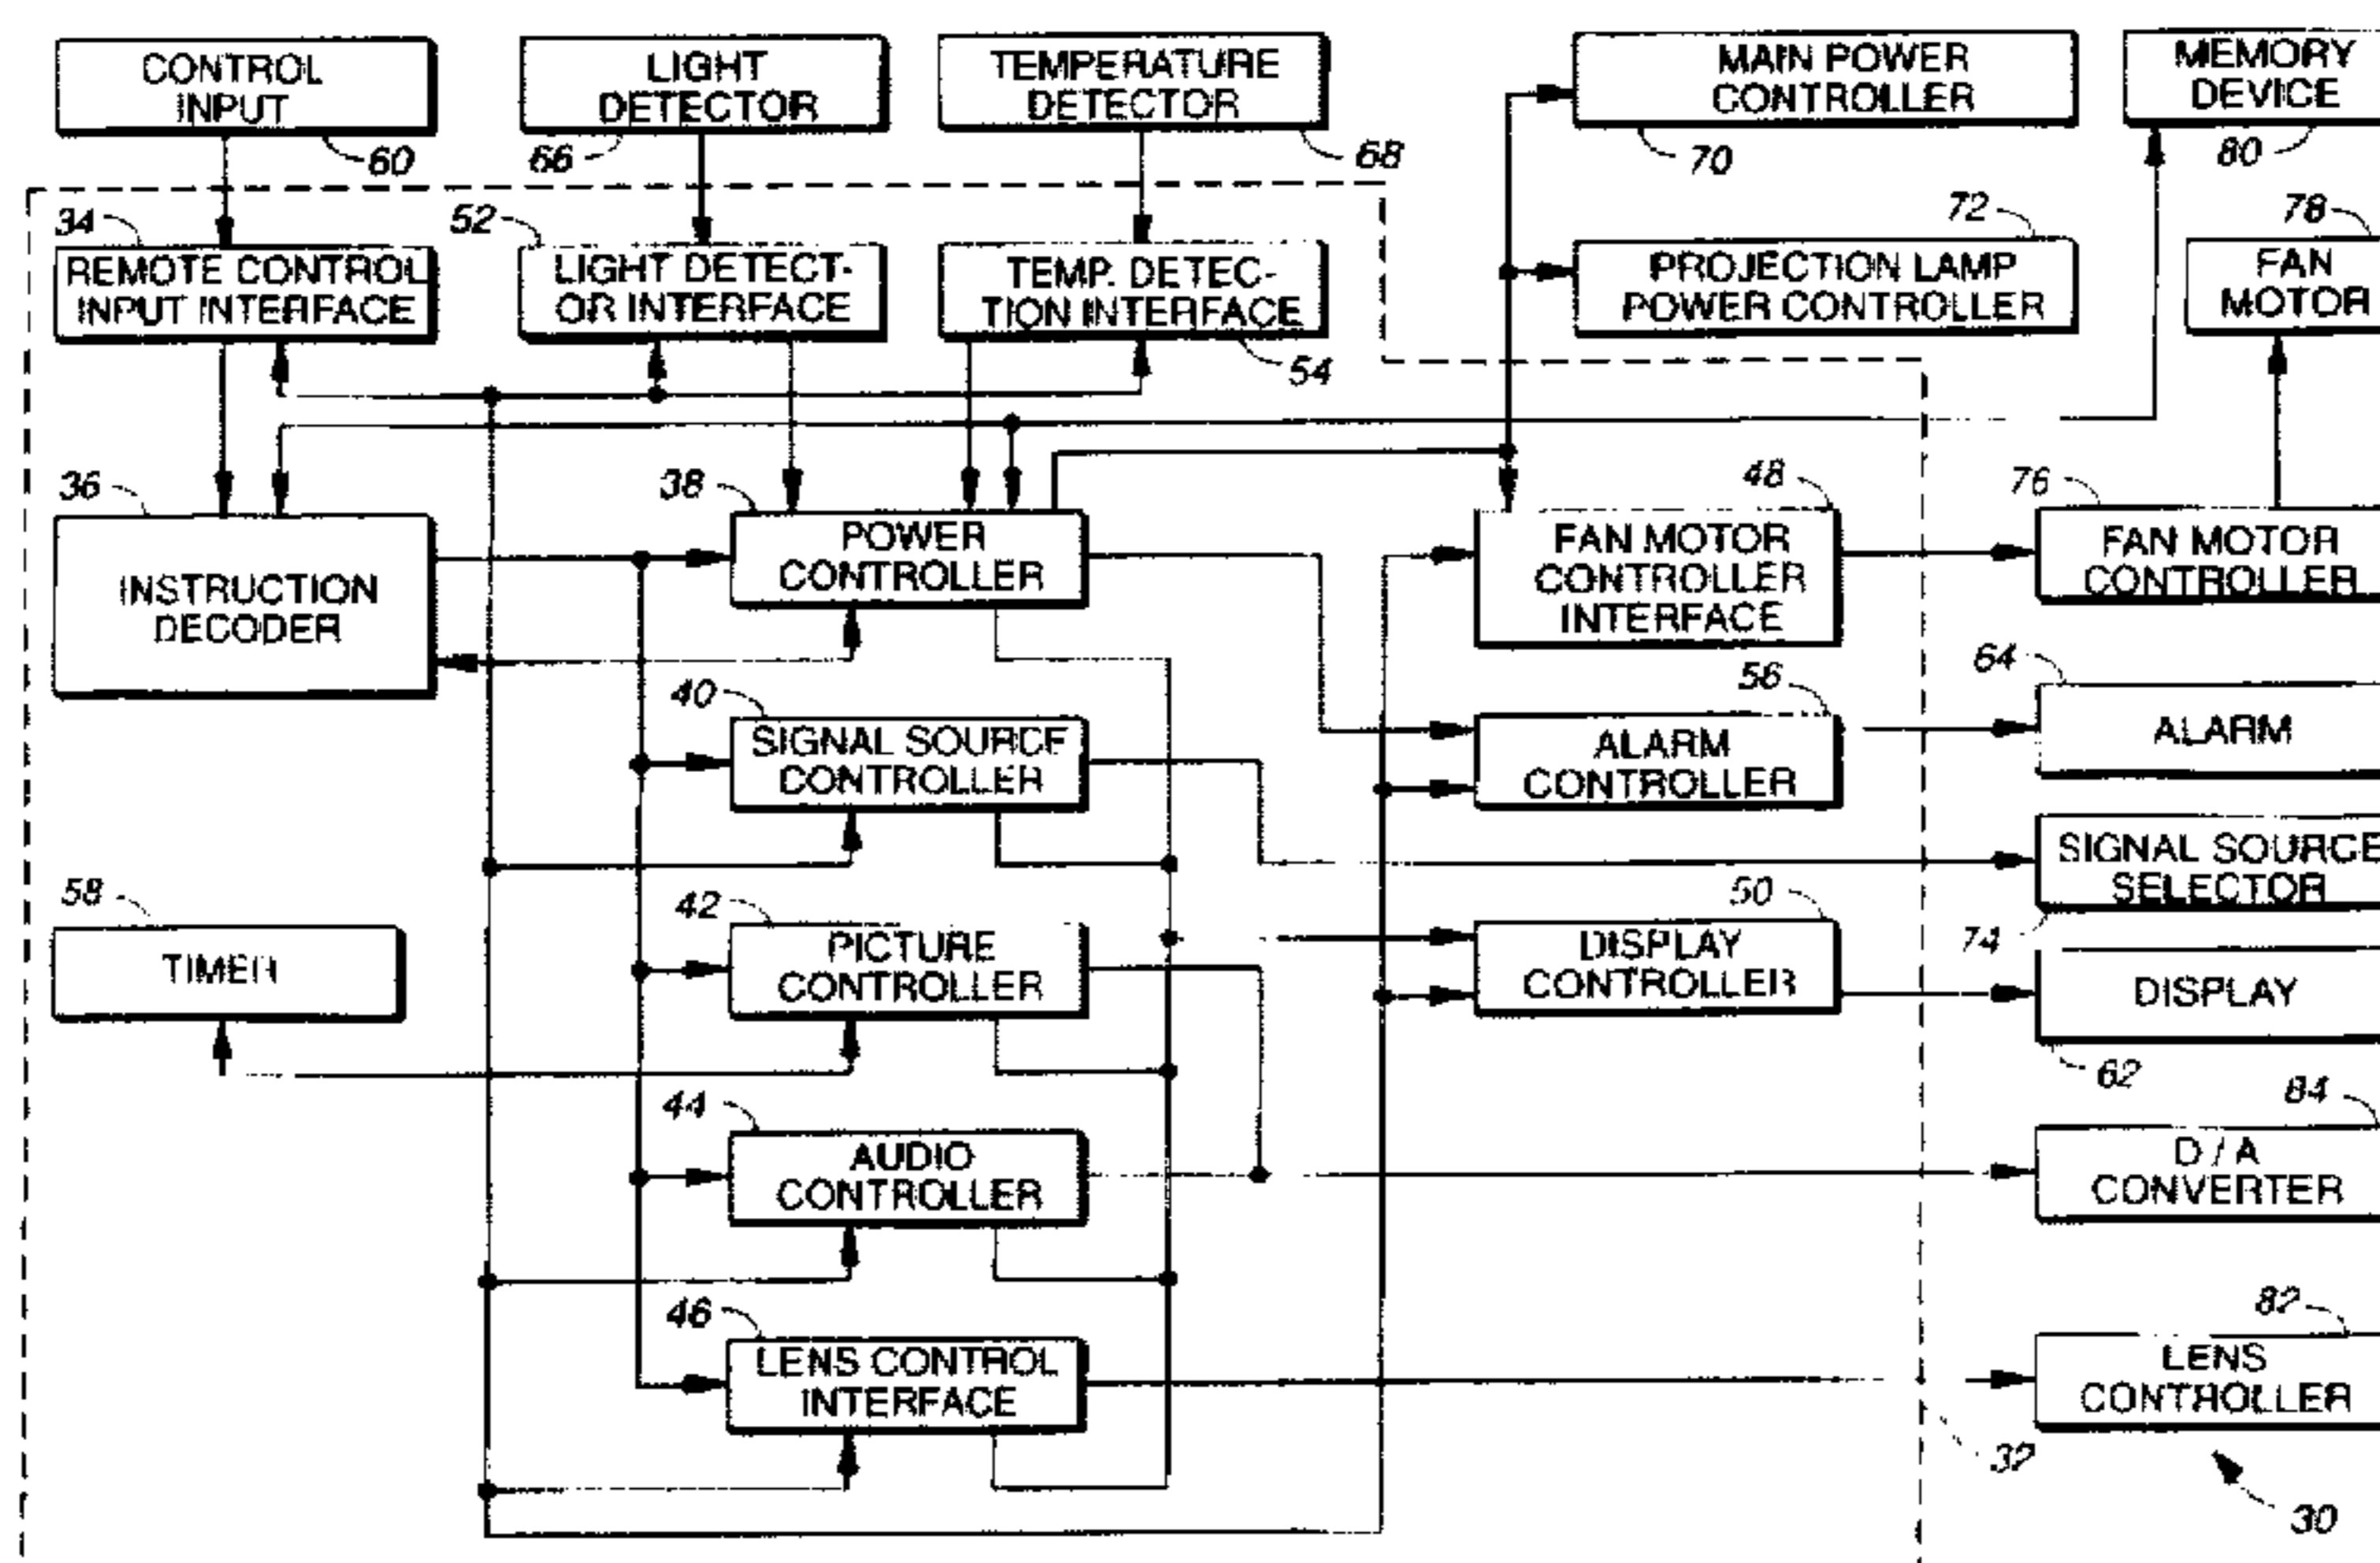 CONTROL
INPUT
60
LIGHT
DETECTOR
66
TEMPERATURE
DETECTOR
68
MAIN POWER
CONTROLLER
70
MEMORY
DEVICE
80
34
REMOTE CONTROL
INPUT INTERFACE
52
LIGHT DETECT-
OR INTERFACE
TEMP. DETEC-
TION INTERFACE
54
72
PROJECTION LAMP
POWER CONTROLLER
78
FAN
MOTOR
36
INSTRUCTION
DECODER
38
POWER
CONTROLLER
48
FAN MOTOR
CONTROLLER
INTERFACE
76
FAN MOTOR
CONTROLLER
40
SIGNAL SOURCE
CONTROLLER
56
ALARM
CONTROLLER
64
ALARM
SIGNAL SOURCE
SELECTOR
74
58
TIMER
42
PICTURE
CONTROLLER
50
DISPLAY
CONTROLLER
DISPLAY
62
44
AUDIO
CONTROLLER
84
D / A
CONVERTER
46
LENS CONTROL
INTERFACE
82
LENS
CONTROLLER
32
30